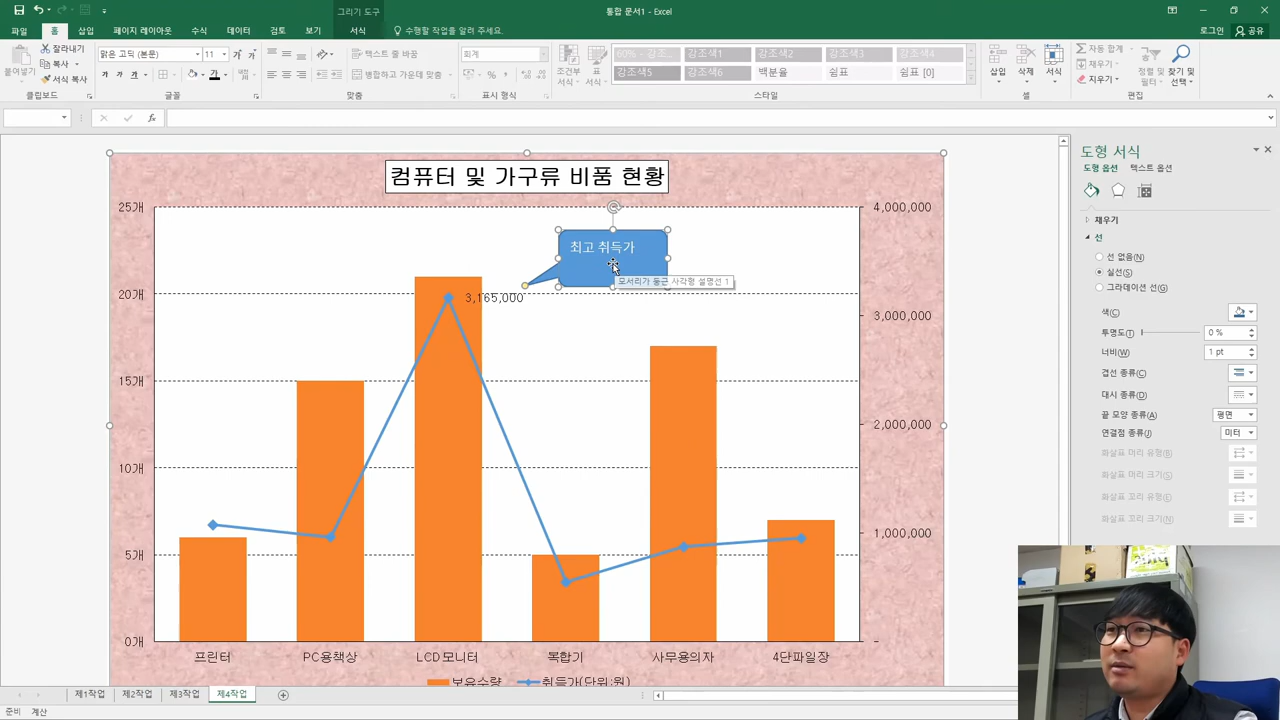 그리기 도구
통합 문서1 - Excel
파일 홈 삽입 페이지 레이아웃 수식 데이터 검토 보기 서식 수행할 작업을 알려 주세요. 로그인 공유
붙여넣기
잘라내기
복사
서식 복사
클립보드
맑은 고딕 (본문) 11
가 가 가
글꼴
텍스트 줄 바꿈
병합하고 가운데 맞춤
맞춤
회계
표시 형식
조건부 서식
표 서식
60% - 강조... 강조색1 강조색2 강조색3 강조색4
강조색5 강조색6 백분율 쉼표 쉼표 [0]
스타일
삽입 삭제 서식
셀
자동 합계
채우기
지우기
정렬 및 필터
찾기 및 선택
편집
fx
컴퓨터 및 가구류 비품 현황
25개
20개
15개
10개
5개
0개
4,000,000
3,000,000
2,000,000
1,000,000
-
최고 취득가
모서리가 둥근 사각형 설명선 1
3,165,000
프린터 PC용책상 LCD모니터 복합기 사무용의자 4단파일장
보유수량 취득가(단위:원)
도형 서식
도형 옵션 텍스트 옵션
채우기
선
선 없음(N)
실선(S)
그라데이션 선(G)
색(C)
투명도(T) 0 %
너비(W) 1 pt
겹선 종류(C)
대시 종류(D)
끝 모양 종류(A) 평면
연결점 종류(J) 미터
화살표 머리 유형(B)
화살표 머리 크기(S)
화살표 꼬리 유형(E)
화살표 꼬리 크기(N)
제1작업 제2작업 제3작업 제4작업
준비 계산